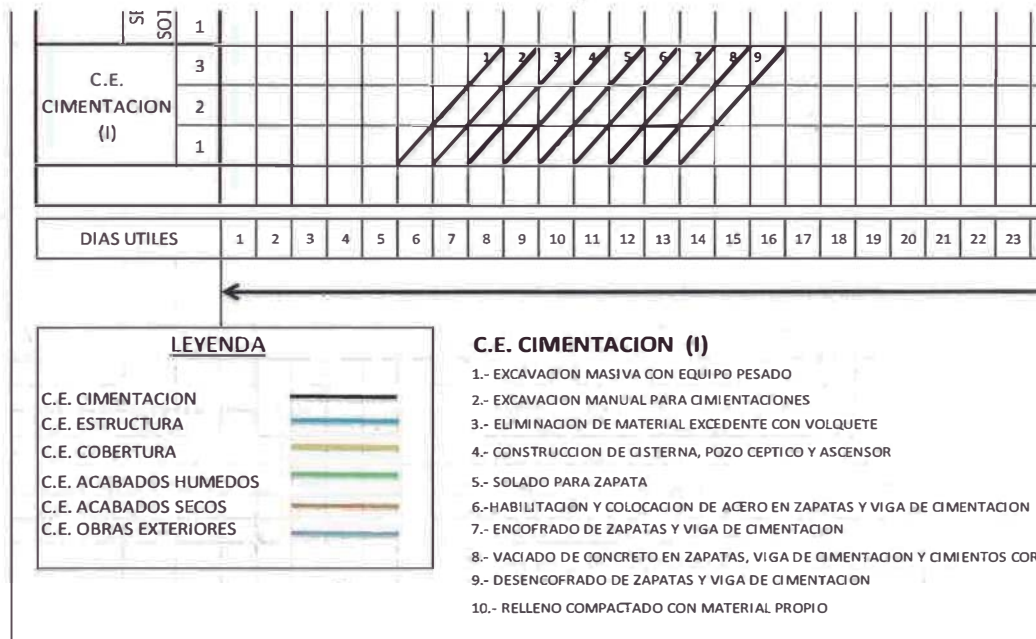 SE
LOS
1
C.E.
CIMENTACION
(I)
3
2
1
1 2 3 4 5 6 7 8 9
DIAS UTILES 1 2 3 4 5 6 7 8 9 10 11 12 13 14 15 16 17 18 19 20 21 22 23
LEYENDA
C.E. CIMENTACION
C.E. ESTRUCTURA
C.E. COBERTURA
C.E. ACABADOS HUMEDOS
C.E. ACABADOS SECOS
C.E. OBRAS EXTERIORES
C.E. CIMENTACION (I)
1.- EXCAVACION MASIVA CON EQUIPO PESADO
2.- EXCAVACION MANUAL PARA CIMIENTACIONES
3.- ELIMINACION DE MATERIAL EXCEDENTE CON VOLQUETE
4.- CONSTRUCCION DE CISTERNA, POZO CEPTICO Y ASCENSOR
5.- SOLADO PARA ZAPATA
6.-HABILITACION Y COLOCACION DE ACERO EN ZAPATAS Y VIGA DE CIMENTACION
7.- ENCOFRADO DE ZAPATAS Y VIGA DE CIMENTACION
8.- VACIADO DE CONCRETO EN ZAPATAS, VIGA DE CIMENTACION Y CIMIENTOS COR
9.- DESENCOFRADO DE ZAPATAS Y VIGA DE CIMENTACION
10.- RELLENO COMPACTADO CON MATERIAL PROPIO